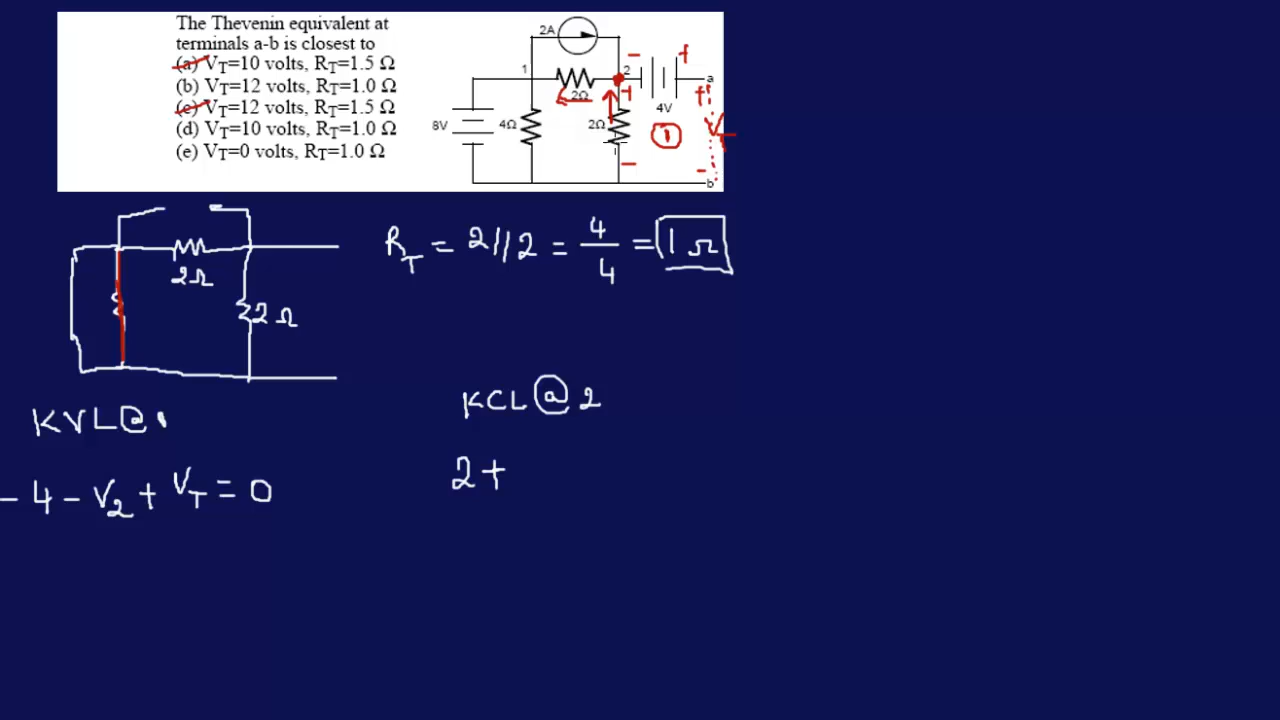 The Thevenin equivalent at
terminals a-b is closest to
(a) VT=10 volts, RT=1.5 Ω
(b) VT=12 volts, RT=1.0 Ω
(c) VT=12 volts, RT=1.5 Ω
(d) VT=10 volts, RT=1.0 Ω
(e) VT=0 volts, RT=1.0 Ω
2A
1
2Ω
2
- +
a
+
+
8V
4Ω
2Ω
4V
1
VT
-
-
b
2Ω
2Ω
RT = 2//2 = 4/4 = 1Ω
KVL@
- 4 - V2 + VT = 0
KCL@2
2+